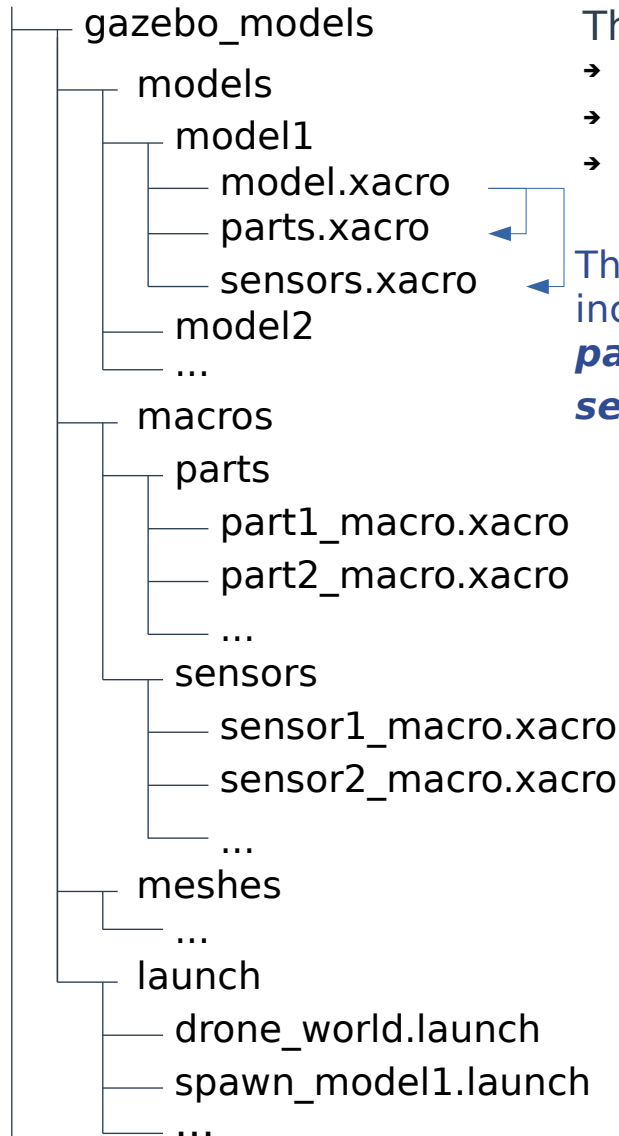 gazebo_models
models
model1
model.xacro
parts.xacro
sensors.xacro
model2
...
macros
parts
part1_macro.xacro
part2_macro.xacro
...
sensors
sensor1_macro.xacro
sensor2_macro.xacro
...
meshes
...
launch
drone_world.launch
spawn_model1.launch
...